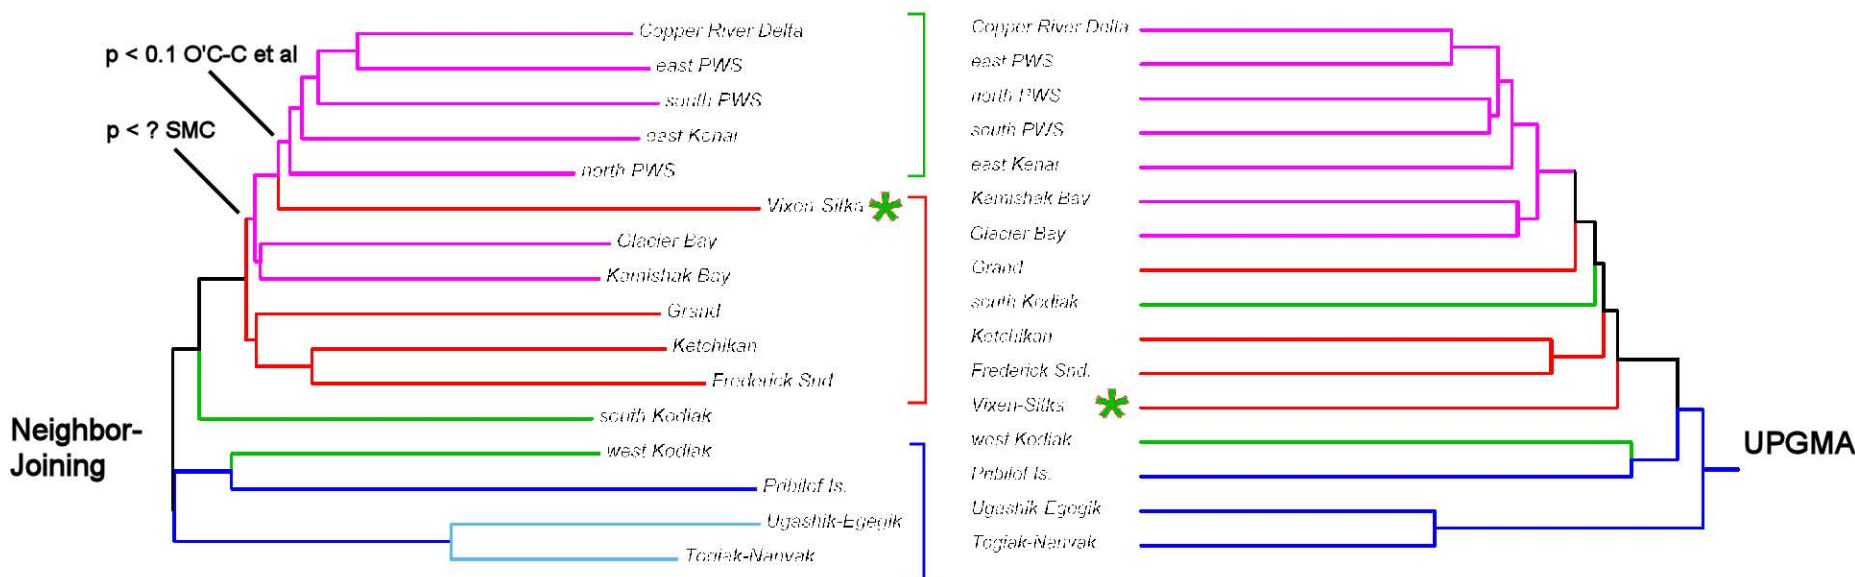 p < 0.1 O'C-C et al
p < ? SMC
Copper River Delta
east PWS
south PWS
east Kenai
north PWS
Vixen-Sitka
Glacier Bay
Kamishak Bay
Grand
Ketchikan
Frederick Snd
south Kodiak
west Kodiak
Pribilof Is.
Ugashik-Egegik
Togiak-Nanvak
Neighbor-
Joining
Copper River Delta
east PWS
north PWS
south PWS
east Kenai
Kamishak Bay
Glacier Bay
Grand
south Kodiak
Ketchikan
Frederick Snd.
Vixen-Sitka
west Kodiak
Pribilof Is.
Ugashik Egegik
Togiak-Nanvak
UPGMA